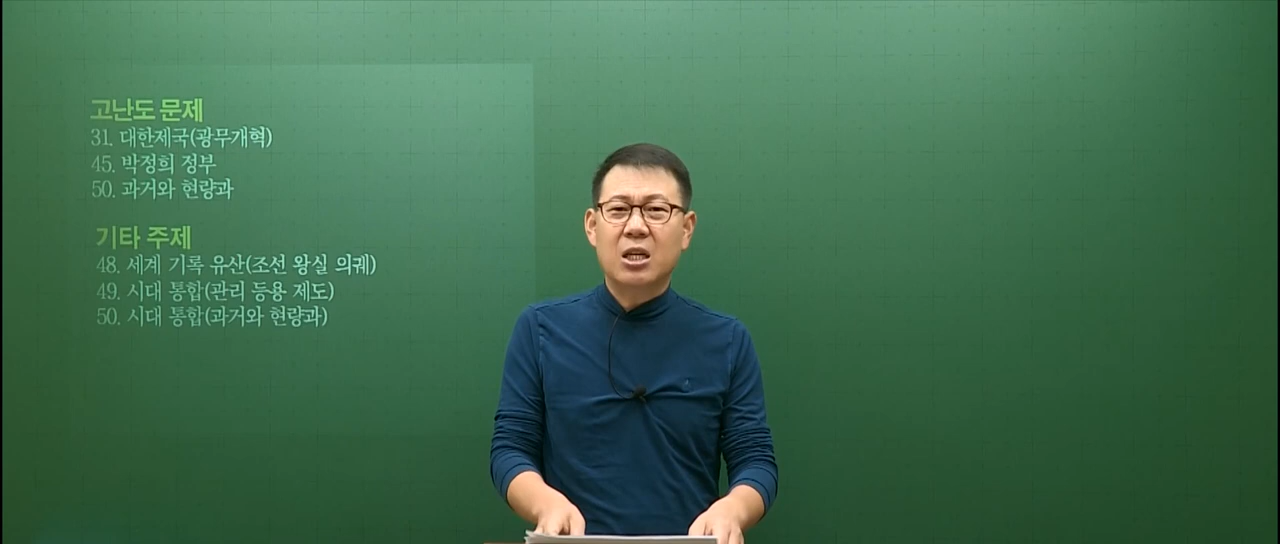 고난도 문제
31. 대한제국(광무개혁)
45. 박정희 정부
50. 과거와 현량과
기타 주제
48. 세계 기록 유산(조선 왕실 의궤)
49. 시대 통합(관리 등용 제도)
50. 시대 통합(과거와 현량과)